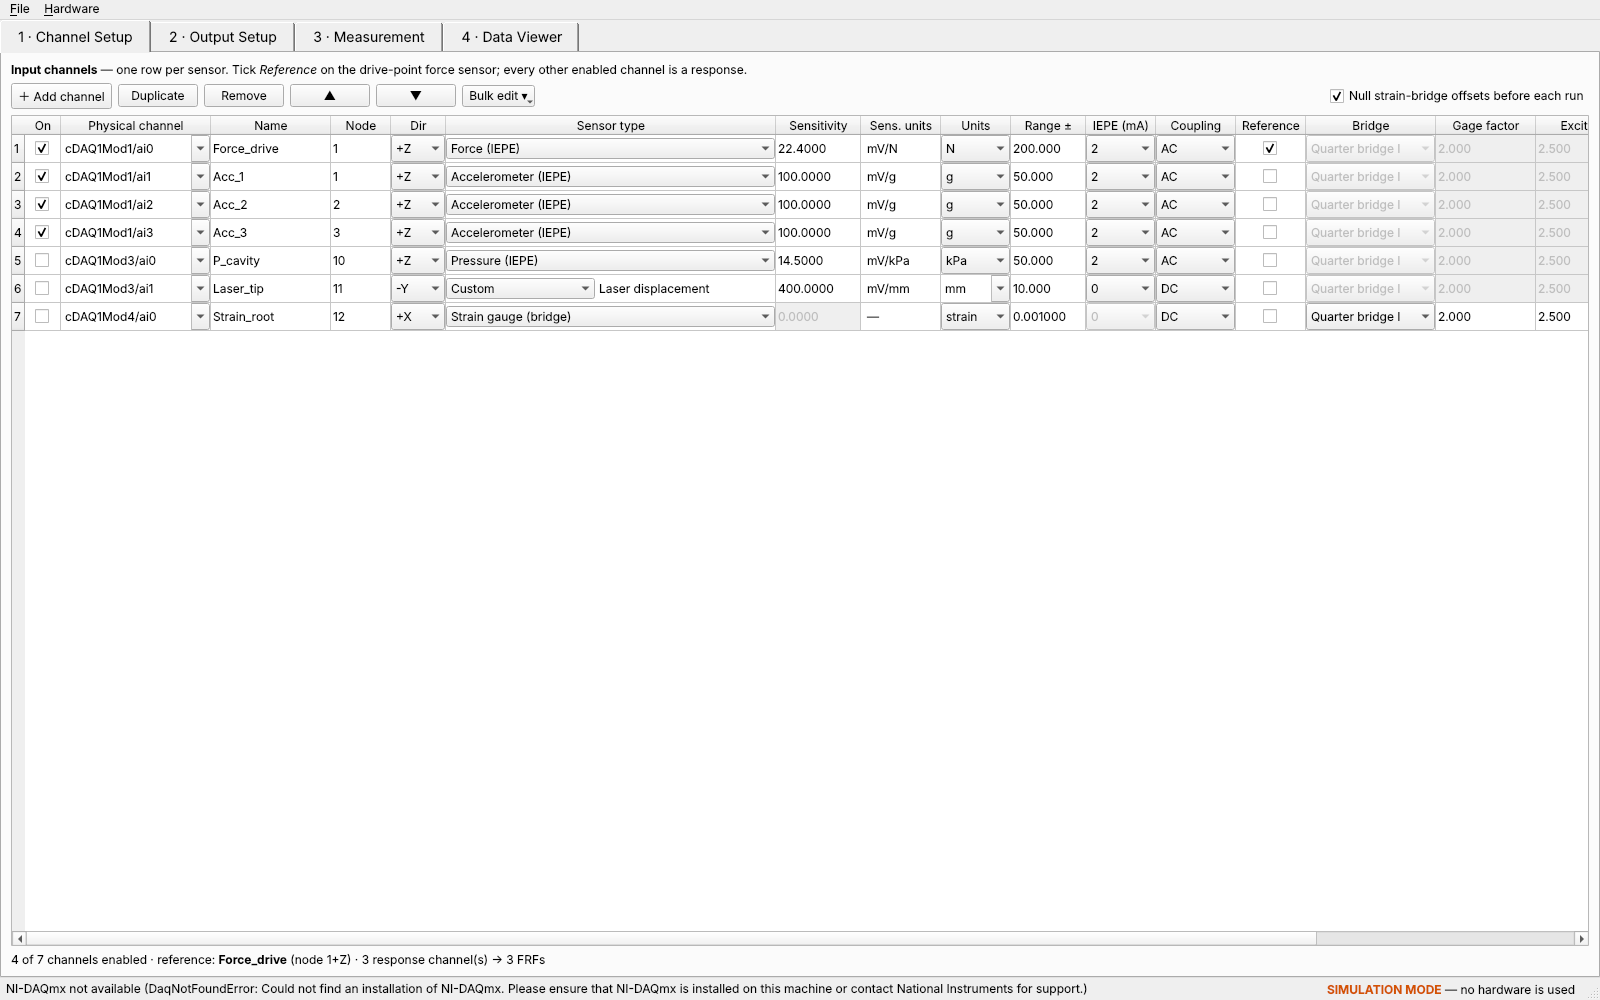 File Hardware
1 · Channel Setup 2 · Output Setup 3 · Measurement 4 · Data Viewer
Input channels — one row per sensor. Tick Reference on the drive-point force sensor; every other enabled channel is a response.
+ Add channel Duplicate Remove ▲ ▼ Bulk edit ▾ Null strain-bridge offsets before each run
On Physical channel Name Node Dir Sensor type Sensitivity Sens. units Units Range ± IEPE (mA) Coupling Reference Bridge Gage factor Excit
1 cDAQ1Mod1/ai0 Force_drive 1 +Z Force (IEPE) 22.4000 mV/N N 200.000 2 AC Quarter bridge I 2.000 2.500
2 cDAQ1Mod1/ai1 Acc_1 1 +Z Accelerometer (IEPE) 100.0000 mV/g g 50.000 2 AC Quarter bridge I 2.000 2.500
3 cDAQ1Mod1/ai2 Acc_2 2 +Z Accelerometer (IEPE) 100.0000 mV/g g 50.000 2 AC Quarter bridge I 2.000 2.500
4 cDAQ1Mod1/ai3 Acc_3 3 +Z Accelerometer (IEPE) 100.0000 mV/g g 50.000 2 AC Quarter bridge I 2.000 2.500
5 cDAQ1Mod3/ai0 P_cavity 10 +Z Pressure (IEPE) 14.5000 mV/kPa kPa 50.000 2 AC Quarter bridge I 2.000 2.500
6 cDAQ1Mod3/ai1 Laser_tip 11 -Y Custom Laser displacement 400.0000 mV/mm mm 10.000 0 DC Quarter bridge I 2.000 2.500
7 cDAQ1Mod4/ai0 Strain_root 12 +X Strain gauge (bridge) 0.0000 — strain 0.001000 0 DC Quarter bridge I 2.000 2.500
4 of 7 channels enabled · reference: Force_drive (node 1+Z) · 3 response channel(s) → 3 FRFs
NI-DAQmx not available (DaqNotFoundError: Could not find an installation of NI-DAQmx. Please ensure that NI-DAQmx is installed on this machine or contact National Instruments for support.) SIMULATION MODE — no hardware is used